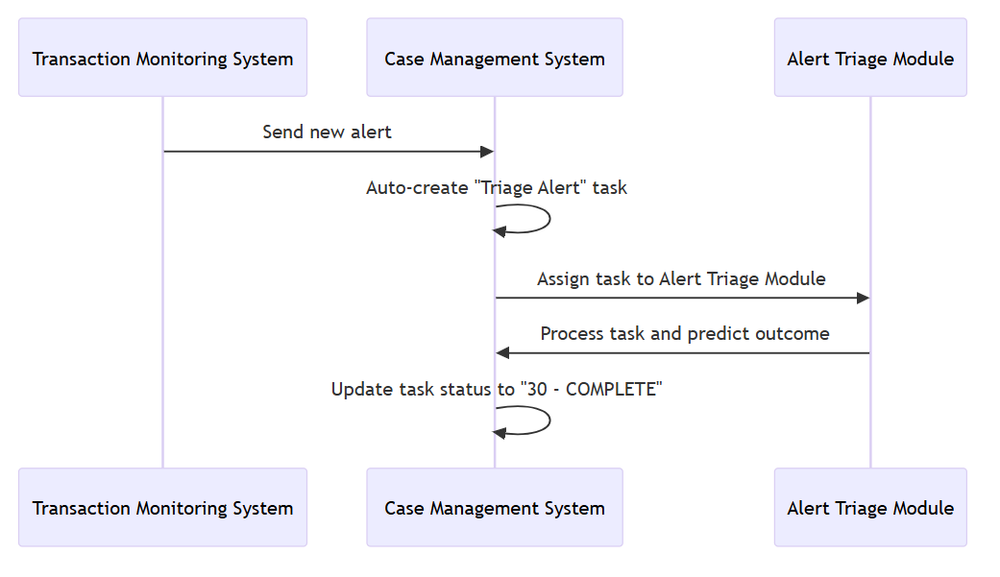 Transaction Monitoring System
Case Management System
Alert Triage Module
Send new alert
Auto-create "Triage Alert" task
Assign task to Alert Triage Module
Process task and predict outcome
Update task status to "30 - COMPLETE"
Transaction Monitoring System
Case Management System
Alert Triage Module